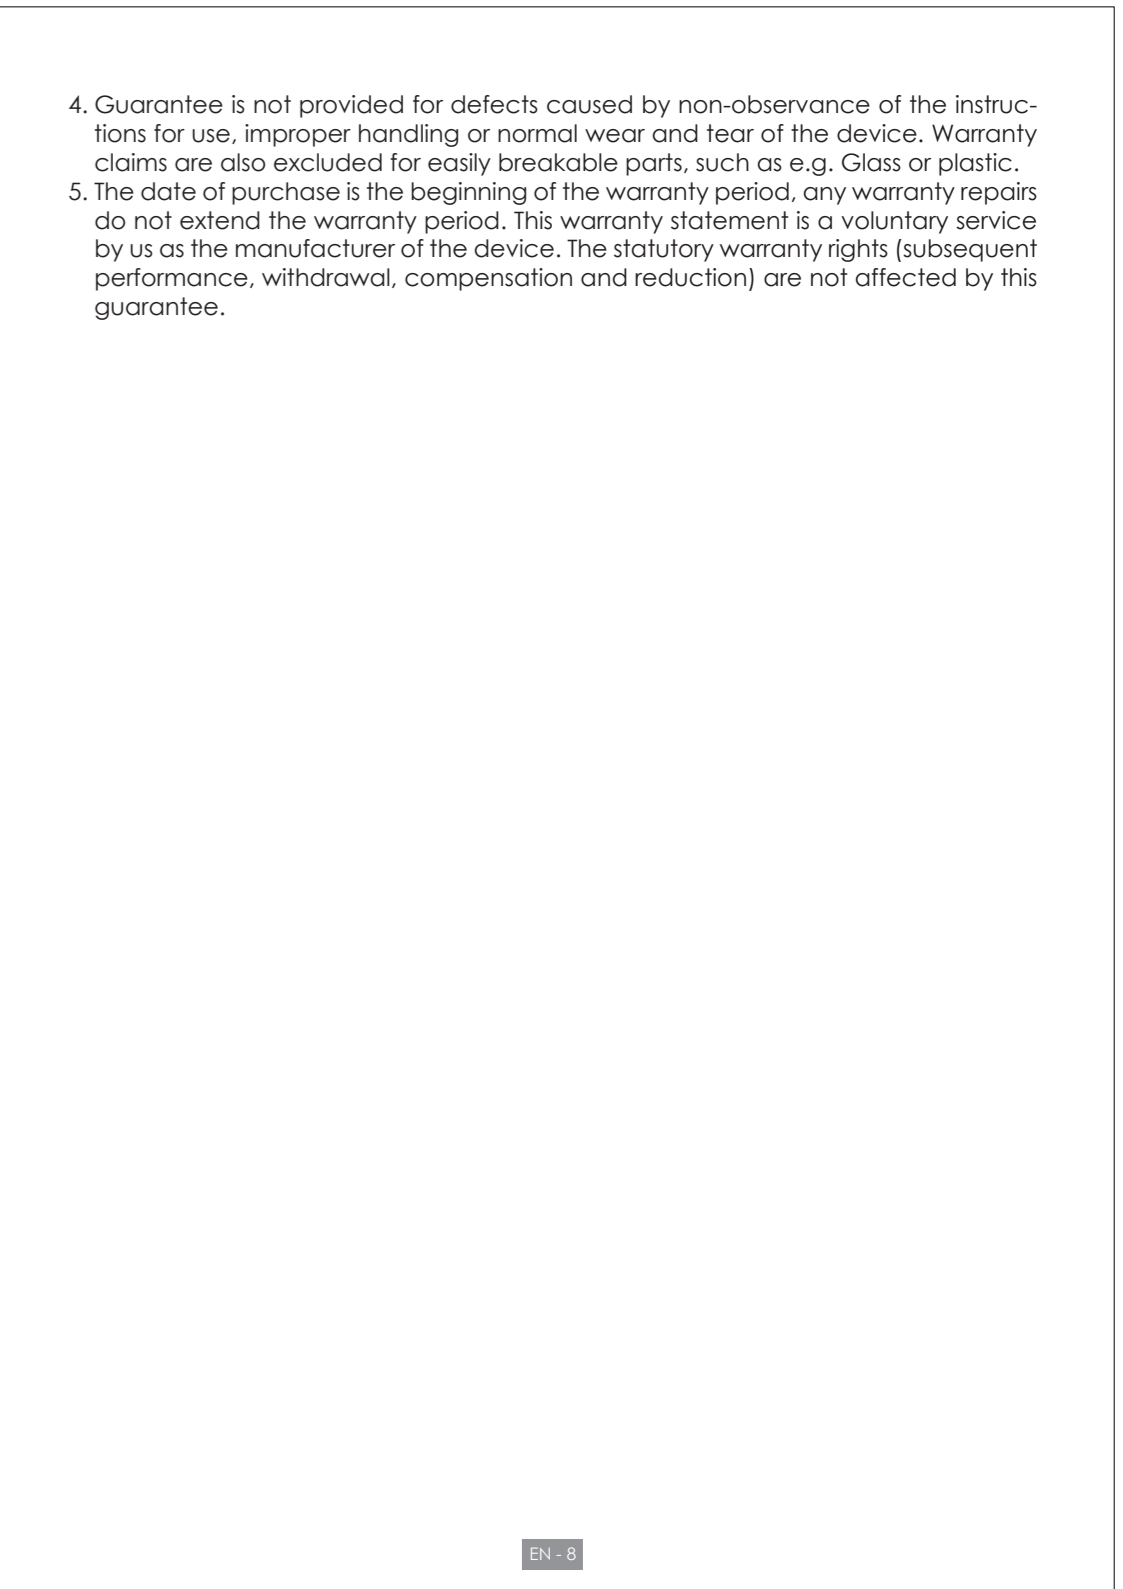 4. Guarantee is not provided for defects caused by non-observance of the instruc-
tions for use, improper handling or normal wear and tear of the device. Warranty
claims are also excluded for easily breakable parts, such as e.g. Glass or plastic.
5. The date of purchase is the beginning of the warranty period, any warranty repairs
do not extend the warranty period. This warranty statement is a voluntary service
by us as the manufacturer of the device. The statutory warranty rights (subsequent
performance, withdrawal, compensation and reduction) are not affected by this
guarantee.
EN - 8